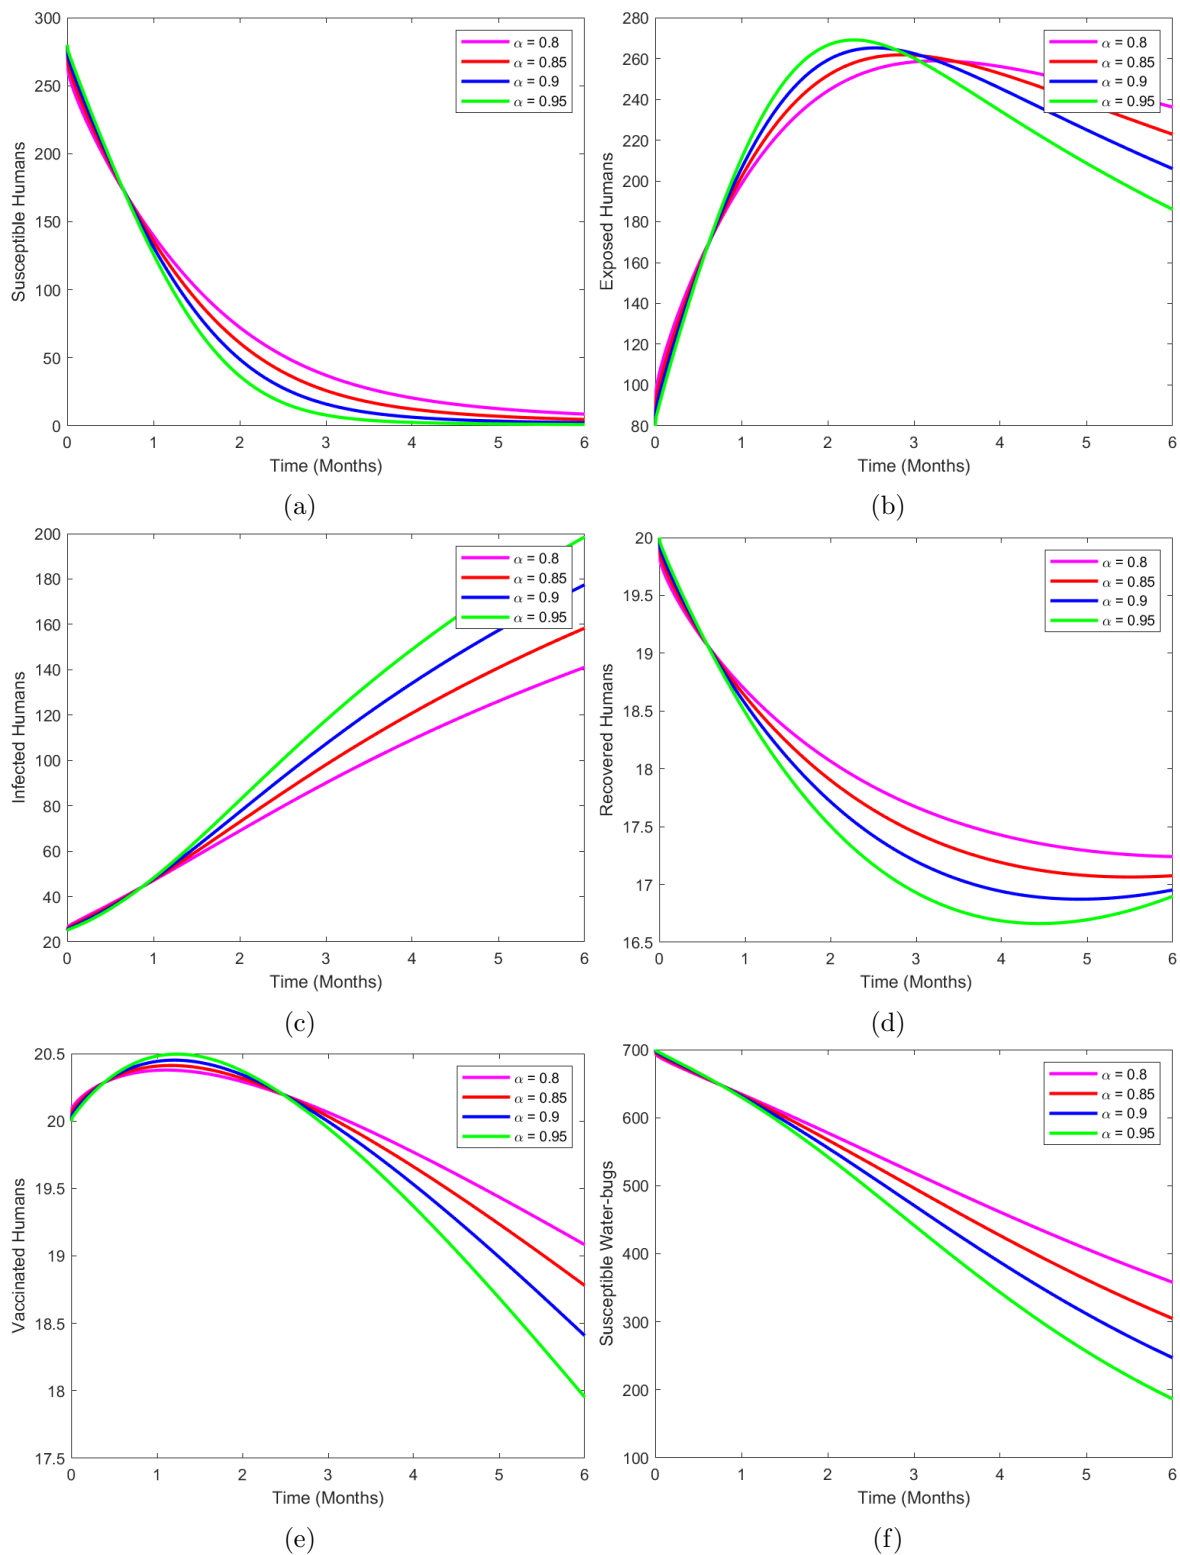 300
250
200
150
100
50
0
0 1 2 3 4 5 6
Susceptible Humans
Time (Months)
α = 0.8
α = 0.85
α = 0.9
α = 0.95
(a)
280
260
240
220
200
180
160
140
120
100
80
0 1 2 3 4 5 6
Exposed Humans
Time (Months)
α = 0.8
α = 0.85
α = 0.9
α = 0.95
(b)
200
180
160
140
120
100
80
60
40
20
0 1 2 3 4 5 6
Infected Humans
Time (Months)
α = 0.8
α = 0.85
α = 0.9
α = 0.95
(c)
20
19.5
19
18.5
18
17.5
17
16.5
0 1 2 3 4 5 6
Recovered Humans
Time (Months)
α = 0.8
α = 0.85
α = 0.9
α = 0.95
(d)
20.5
20
19.5
19
18.5
18
17.5
0 1 2 3 4 5 6
Vaccinated Humans
Time (Months)
α = 0.8
α = 0.85
α = 0.9
α = 0.95
(e)
700
600
500
400
300
200
100
0 1 2 3 4 5 6
Susceptible Water-bugs
Time (Months)
α = 0.8
α = 0.85
α = 0.9
α = 0.95
(f)